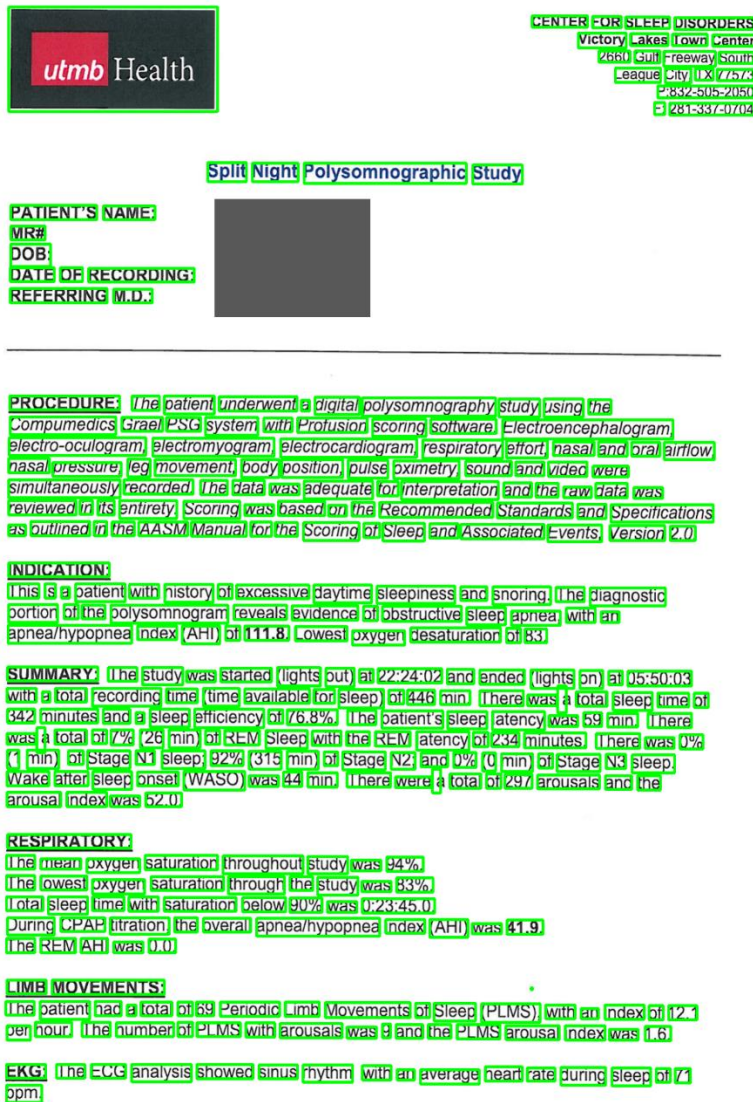 utmb Health
CENTER FOR SLEEP DISORDERS
Victory Lakes Town Center
2660 Gulf Freeway South
League City, TX 77573
P:832-505-2050
F: 281-337-0704
Split Night Polysomnographic Study
PATIENT'S NAME:
MR#
DOB:
DATE OF RECORDING:
REFERRING M.D.:
PROCEDURE: The patient underwent a digital polysomnography study using the
Compumedics Grael PSG system with Profusion scoring software. Electroencephalogram,
electro-oculogram, electromyogram, electrocardiogram, respiratory effort, nasal and oral airflow,
nasal pressure, leg movement, body position, pulse oximetry, sound and video were
simultaneously recorded. The data was adequate for interpretation and the raw data was
reviewed in its entirety. Scoring was based on the Recommended Standards and Specifications
as outlined in the AASM Manual for the Scoring of Sleep and Associated Events, Version 2.0.
INDICATION:
This is a patient with history of excessive daytime sleepiness and snoring. The diagnostic
portion of the polysomnogram reveals evidence of obstructive sleep apnea, with an
apnea/hypopnea index (AHI) of 111.8. Lowest oxygen desaturation of 83.
SUMMARY: The study was started (lights out) at 22:24:02 and ended (lights on) at 05:50:03
with a total recording time (time available for sleep) of 446 min. There was a total sleep time of
342 minutes and a sleep efficiency of 76.8%. The patient's sleep latency was 59 min. There
was a total of 7% (26 min) of REM Sleep with the REM latency of 234 minutes. There was 0%
(1 min) of Stage N1 sleep; 92% (315 min) of Stage N2; and 0% (0 min) of Stage N3 sleep.
Wake after sleep onset (WASO) was 44 min. There were a total of 297 arousals and the
arousal index was 52.0.
RESPIRATORY:
The mean oxygen saturation throughout study was 94%.
The lowest oxygen saturation through the study was 83%.
Total sleep time with saturation below 90% was 0:23:45.0.
During CPAP titration, the overall apnea/hypopnea index (AHI) was 41.9.
The REM AHI was 0.0.
LIMB MOVEMENTS:
The patient had a total of 69 Periodic Limb Movements of Sleep (PLMS), with an index of 12.1
per hour. The number of PLMS with arousals was 9 and the PLMS arousal index was 1.6.
EKG: The ECG analysis showed sinus rhythm with an average heart rate during sleep of 71
bpm.